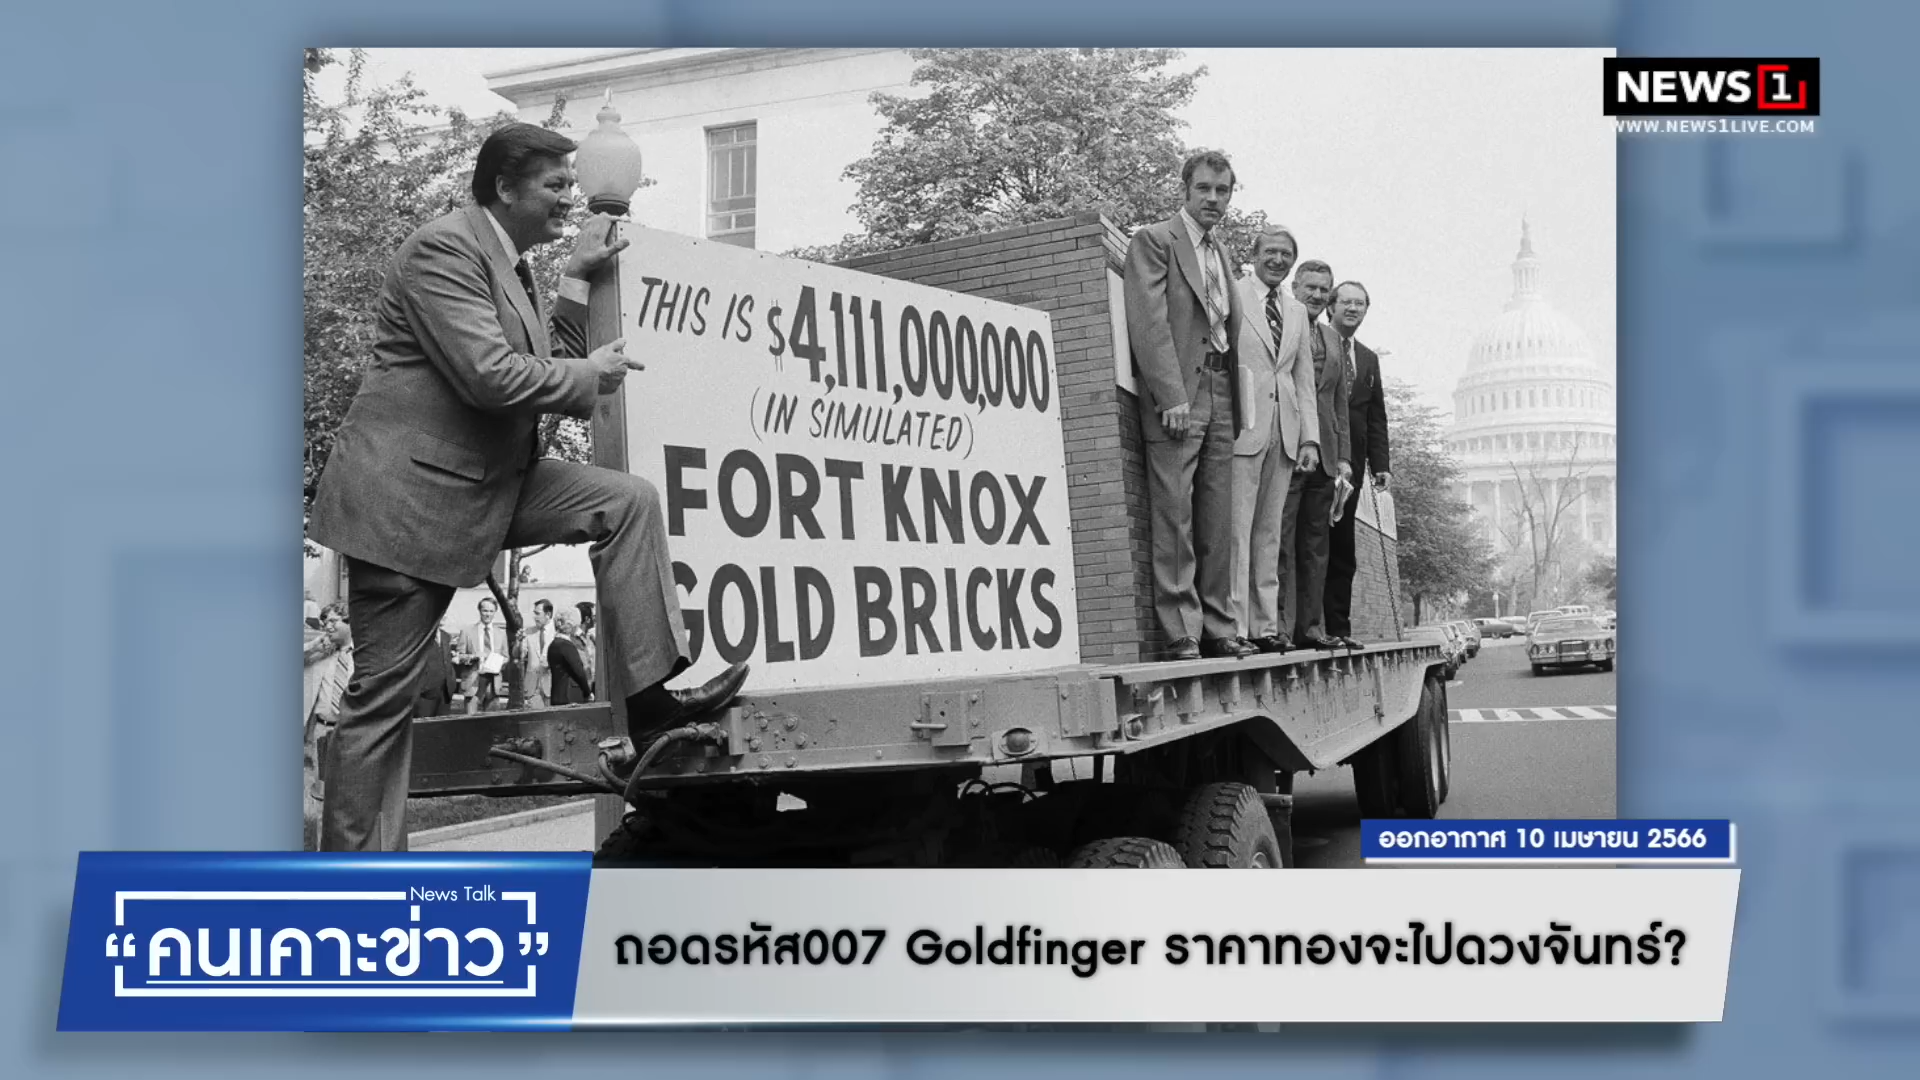 NEWS 1
WWW.NEWS1LIVE.COM
THIS IS $4,111,000,000
(IN SIMULATED)
FORT KNOX
GOLD BRICKS
ออกอากาศ 10 เมษายน 2566
News Talk
“คนเคาะข่าว”
ถอดรหัส007 Goldfinger ราคาทองจะไปดวงจันทร์?